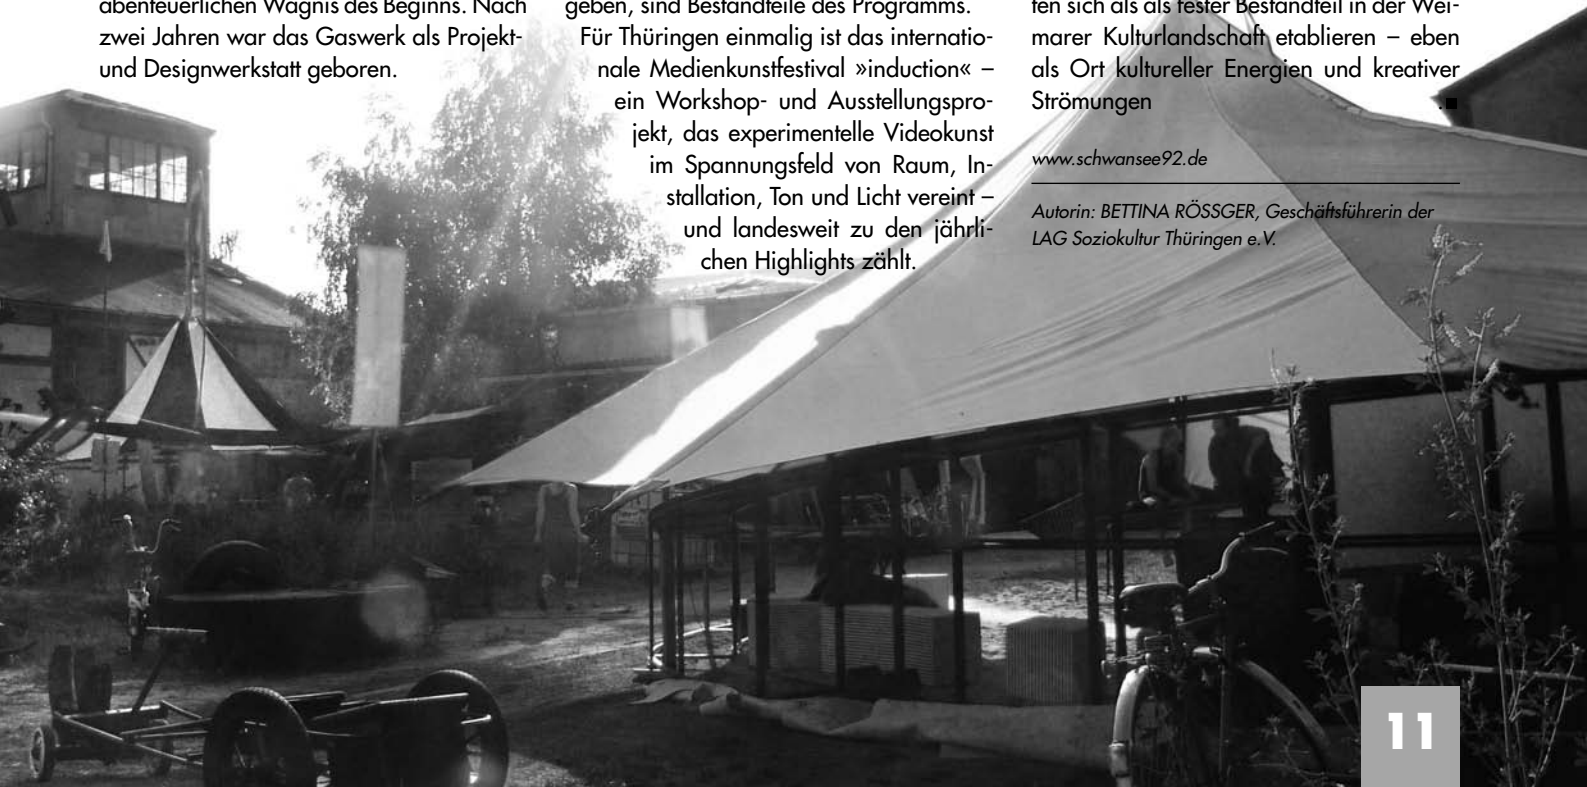 abenteuerlichen Wagnis des Beginns. Nach
zwei Jahren war das Gaswerk als Projekt-
und Designwerkstatt geboren.
geben, sind Bestandteile des Programms.
Für Thüringen einmalig ist das internatio-
nale Medienkunstfestival »induction« –
ein Workshop- und Ausstellungspro-
jekt, das experimentelle Videokunst
im Spannungsfeld von Raum, In-
stallation, Ton und Licht vereint –
und landesweit zu den jährli-
chen Highlights zählt.
ten sich als als fester Bestandteil in der Wei-
marer Kulturlandschaft etablieren – eben
als Ort kultureller Energien und kreativer
Strömungen .■
www.schwansee92.de
Autorin: BETTINA RÖSSGER, Geschäftsführerin der
LAG Soziokultur Thüringen e.V.
11